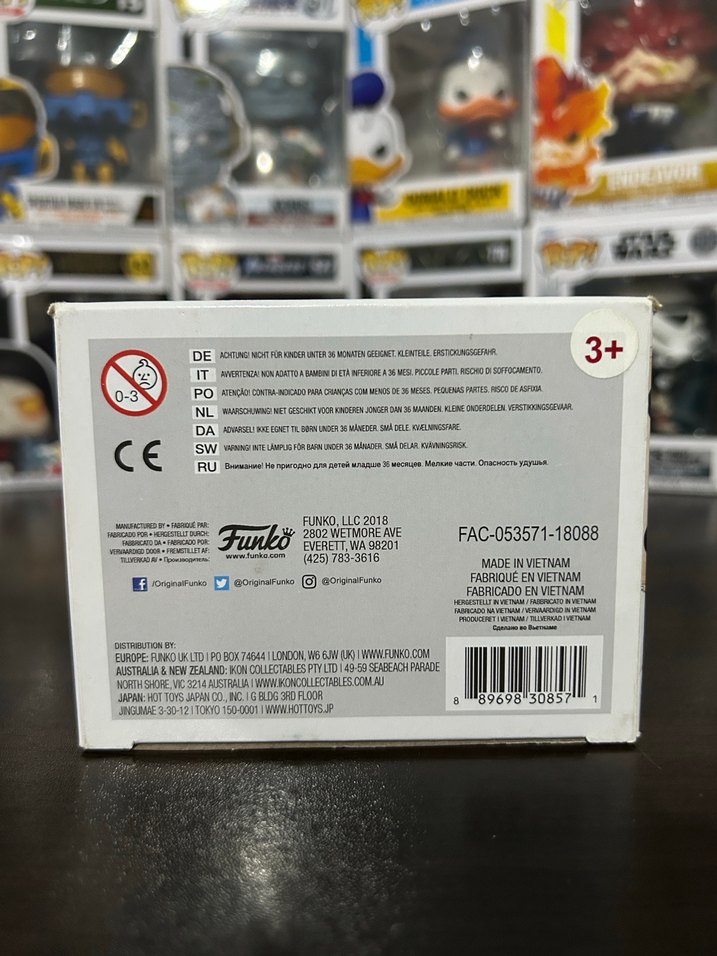 POP!
DONALD DUCK
ENDEAVOR
POP!
POP!
POP!
STAR
WARS
3+
0-3
DE ACHTUNG! NICHT FÜR KINDER UNTER 36 MONATEN GEEIGNET. KLEINTEILE. ERSTICKUNGSGEFAHR.
IT AVVERTENZA: NON ADATTO A BAMBINI DI ETÀ INFERIORE A 36 MESI. PICCOLE PARTI. RISCHIO DI SOFFOCAMENTO.
PO ATENÇÃO! CONTRA-INDICADO PARA CRIANÇAS COM MENOS DE 36 MESES. PEQUENAS PARTES. RISCO DE ASFIXIA.
NL WAARSCHUWING! NIET GESCHIKT VOOR KINDEREN JONGER DAN 36 MAANDEN. KLEINE ONDERDELEN. VERSTIKKINGSGEVAAR.
DA ADVARSEL! IKKE EGNET TIL BØRN UNDER 36 MÅNEDER. SMÅ DELE. KVÆLNINGSFARE.
SW VARNING! INTE LÄMPLIG FÖR BARN UNDER 36 MÅNADER. SMÅ DELAR. KVÄVNINGSRISK.
RU Внимание! Не пригодно для детей младше 36 месяцев. Мелкие части. Опасность удушья.
CE
MANUFACTURED BY • FABRIQUÉ PAR:
FABRICADO POR • HERGESTELLT DURCH:
FABBRICATO DA • FABRICADO POR:
VERVAARDIGD DOOR • FREMSTILLET AF:
TILLVERKAD AV • Производитель:
Funko
www.funko.com
FUNKO, LLC 2018
2802 WETMORE AVE
EVERETT, WA 98201
(425) 783-3616
/OriginalFunko @OriginalFunko @OriginalFunko
FAC-053571-18088
MADE IN VIETNAM
FABRIQUÉ EN VIETNAM
FABRICADO EN VIETNAM
HERGESTELLT IN VIETNAM / FABBRICATO IN VIETNAM
FABRICADO NA VIETNAM / VERVAARDIGD IN VIETNAM
PRODUCERET I VIETNAM / TILLVERKAD I VIETNAM
Сделано во Вьетнаме
DISTRIBUTION BY:
EUROPE: FUNKO UK LTD | PO BOX 74644 | LONDON, W6 6JW (UK) | WWW.FUNKO.COM
AUSTRALIA & NEW ZEALAND: IKON COLLECTABLES PTY LTD | 49-59 SEABEACH PARADE
NORTH SHORE, VIC 3214 AUSTRALIA | WWW.IKONCOLLECTABLES.COM.AU
JAPAN: HOT TOYS JAPAN CO., INC. | G BLDG 3RD FLOOR
JINGUMAE 3-30-12 | TOKYO 150-0001 | WWW.HOTTOYS.JP
8 89698 30857 1